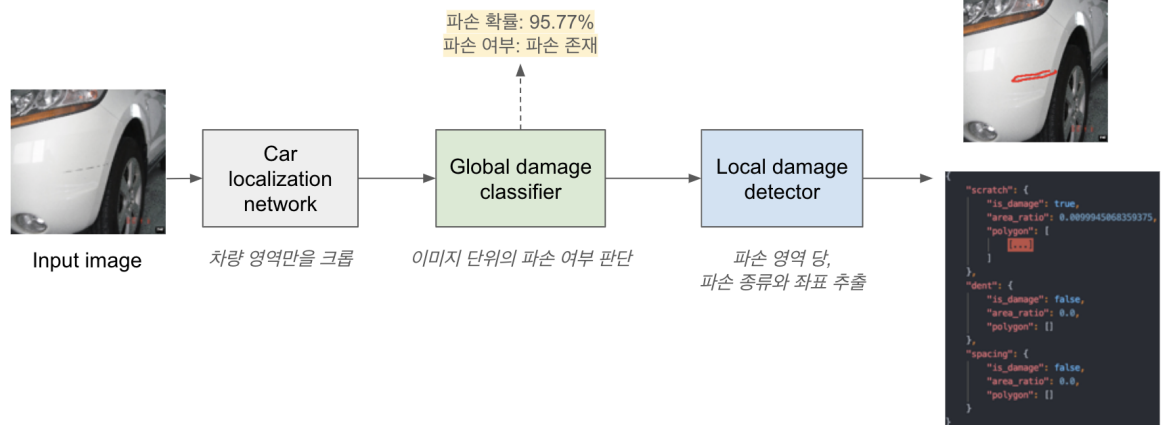 파손 확률: 95.77%
파손 여부: 파손 존재
Input image
Car
localization
network
차량 영역만을 크롭
Global damage
classifier
이미지 단위의 파손 여부 판단
Local damage
detector
파손 영역 당,
파손 종류와 좌표 추출
{
"scratch": {
"is_damage": true,
"area_ratio": 0.0099945068359375,
"polygon": [
[...]
]
},
"dent": {
"is_damage": false,
"area_ratio": 0.0,
"polygon": []
},
"spacing": {
"is_damage": false,
"area_ratio": 0.0,
"polygon": []
}
}